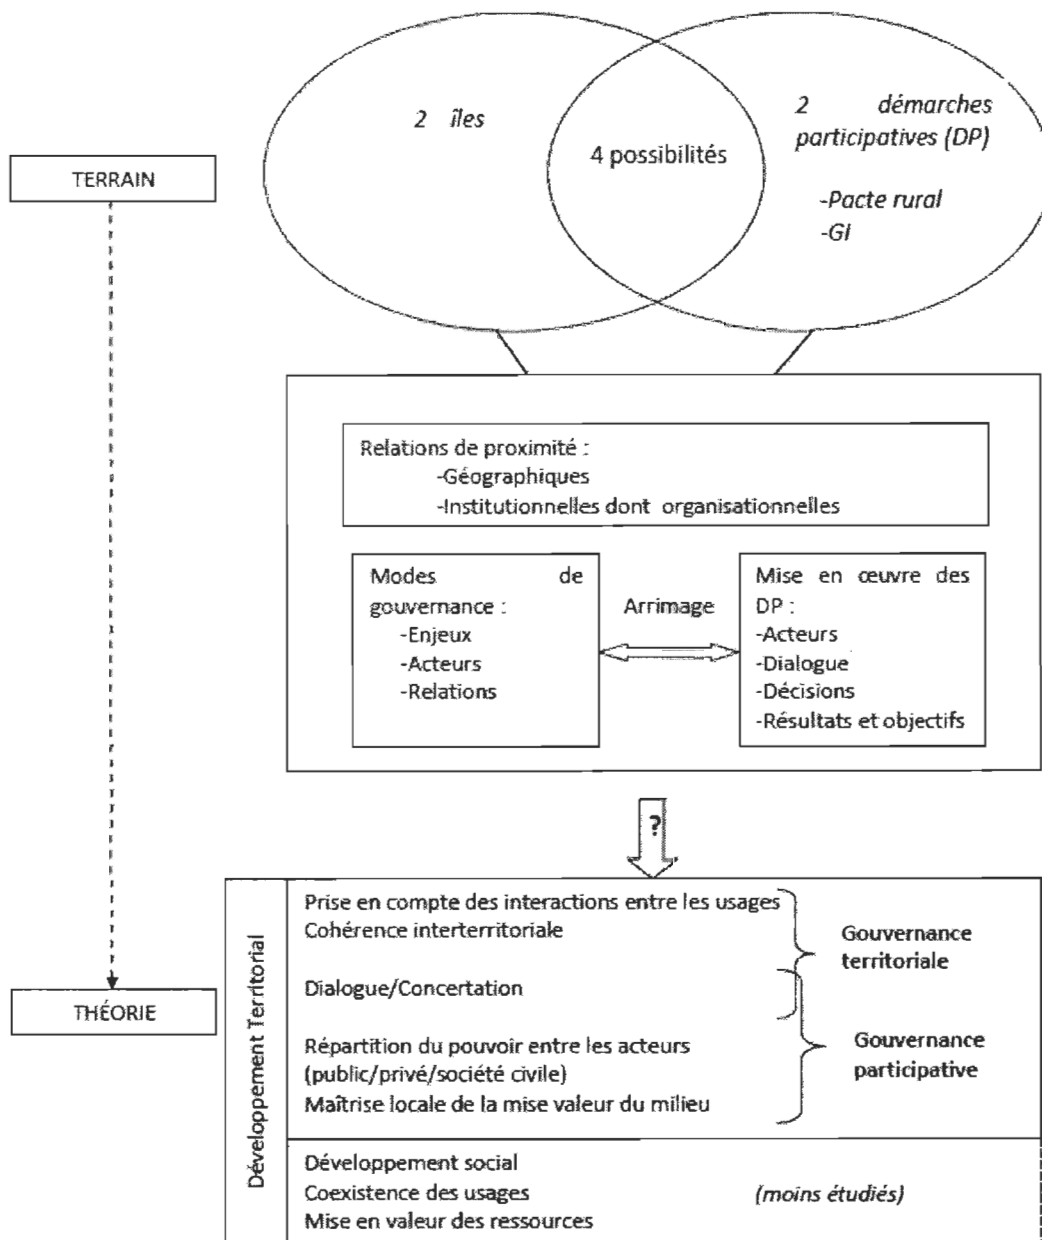 2 îles
4 possibilités
2 démarches
participatives (DP)
-Pacte rural
-GI
TERRAIN
Relations de proximité :
-Géographiques
-Institutionnelles dont organisationnelles
Modes de
gouvernance :
-Enjeux
-Acteurs
-Relations
Arrimage
Mise en œuvre des
DP :
-Acteurs
-Dialogue
-Décisions
-Résultats et objectifs
?
THÉORIE
Développement Territorial
Prise en compte des interactions entre les usages
Cohérence interterritoriale
Dialogue/Concertation
Répartition du pouvoir entre les acteurs
(public/privé/société civile)
Maîtrise locale de la mise valeur du milieu
Gouvernance
territoriale
Gouvernance
participative
Développement social
Coexistence des usages
Mise en valeur des ressources
(moins étudiés)